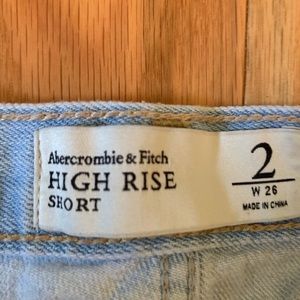 Abercrombie & Fitch
HIGH RISE
SHORT
2
W 26
MADE IN CHINA